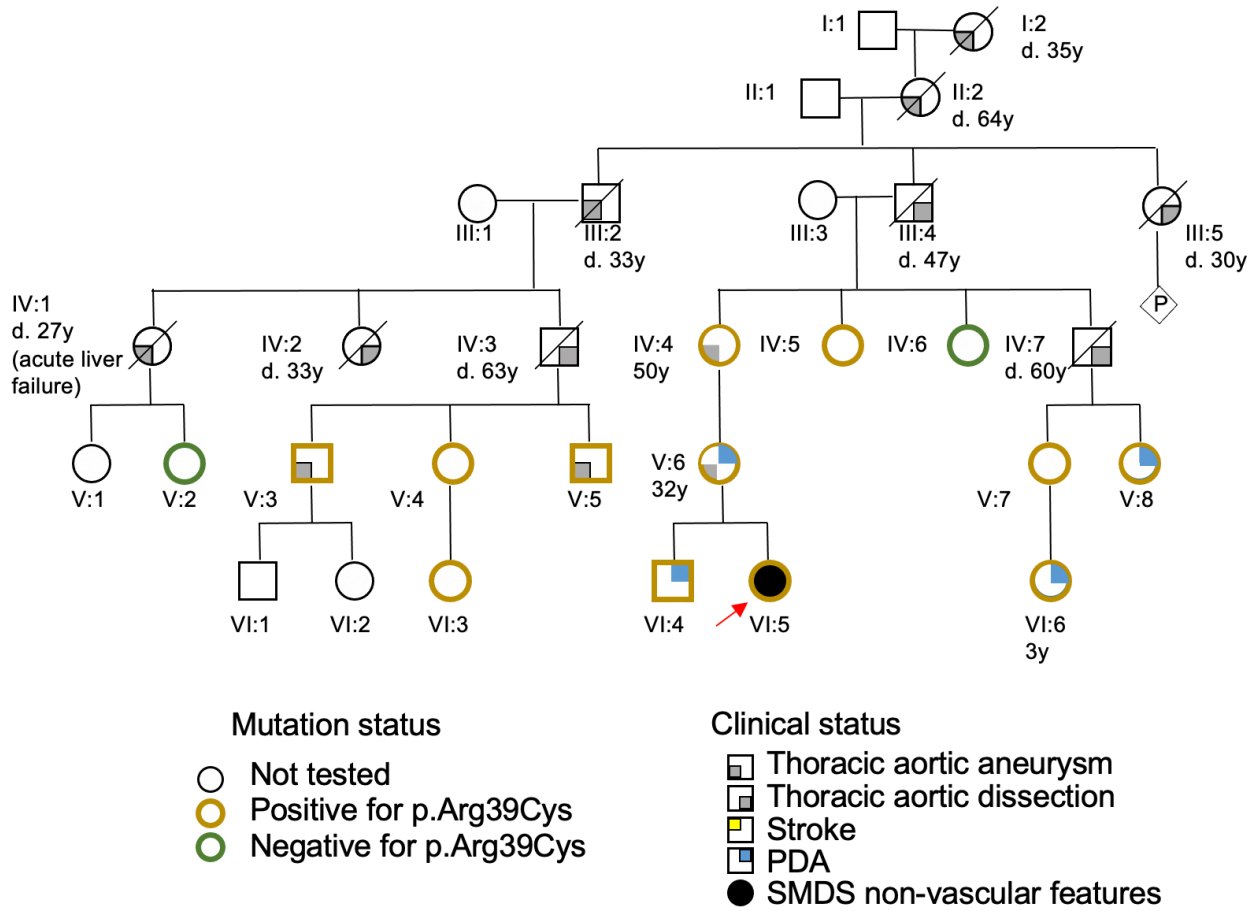 I:1
I:2
d. 35y
II:1
II:2
d. 64y
III:1
III:2
d. 33y
III:3
III:4
d. 47y
III:5
d. 30y
P
IV:1
d. 27y
(acute liver
failure)
IV:2
d. 33y
IV:3
d. 63y
IV:4
50y
IV:5
IV:6
IV:7
d. 60y
V:1
V:2
V:3
V:4
V:5
V:6
32y
V:7
V:8
VI:1
VI:2
VI:3
VI:4
VI:5
VI:6
3y
Mutation status
Not tested
Positive for p.Arg39Cys
Negative for p.Arg39Cys
Clinical status
Thoracic aortic aneurysm
Thoracic aortic dissection
Stroke
PDA
SMDS non-vascular features